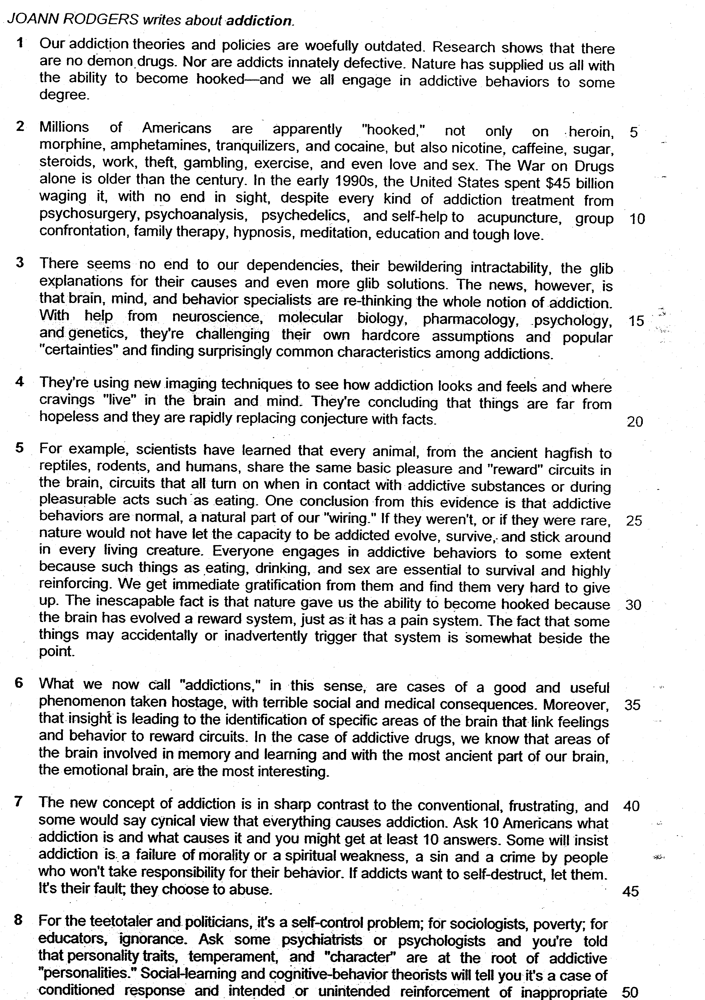 JOANN RODGERS writes about addiction.
1 Our addiction theories and policies are woefully outdated. Research shows that there
are no demon drugs. Nor are addicts innately defective. Nature has supplied us all with
the ability to become hooked—and we all engage in addictive behaviors to some
degree.
2 Millions of Americans are apparently "hooked," not only on heroin, 5
morphine, amphetamines, tranquilizers, and cocaine, but also nicotine, caffeine, sugar,
steroids, work, theft, gambling, exercise, and even love and sex. The War on Drugs
alone is older than the century. In the early 1990s, the United States spent $45 billion
waging it, with no end in sight, despite every kind of addiction treatment from
psychosurgery, psychoanalysis, psychedelics, and self-help to acupuncture, group 10
confrontation, family therapy, hypnosis, meditation, education and tough love.
3 There seems no end to our dependencies, their bewildering intractability, the glib
explanations for their causes and even more glib solutions. The news, however, is
that brain, mind, and behavior specialists are re-thinking the whole notion of addiction.
With help from neuroscience, molecular biology, pharmacology, psychology, 15
and genetics, they're challenging their own hardcore assumptions and popular
"certainties" and finding surprisingly common characteristics among addictions.
4 They're using new imaging techniques to see how addiction looks and feels and where
cravings "live" in the brain and mind. They're concluding that things are far from
hopeless and they are rapidly replacing conjecture with facts. 20
5 For example, scientists have learned that every animal, from the ancient hagfish to
reptiles, rodents, and humans, share the same basic pleasure and "reward" circuits in
the brain, circuits that all turn on when in contact with addictive substances or during
pleasurable acts such as eating. One conclusion from this evidence is that addictive
behaviors are normal, a natural part of our "wiring." If they weren't, or if they were rare, 25
nature would not have let the capacity to be addicted evolve, survive, and stick around
in every living creature. Everyone engages in addictive behaviors to some extent
because such things as eating, drinking, and sex are essential to survival and highly
reinforcing. We get immediate gratification from them and find them very hard to give
up. The inescapable fact is that nature gave us the ability to become hooked because 30
the brain has evolved a reward system, just as it has a pain system. The fact that some
things may accidentally or inadvertently trigger that system is somewhat beside the
point.
6 What we now call "addictions," in this sense, are cases of a good and useful
phenomenon taken hostage, with terrible social and medical consequences. Moreover, 35
that insight is leading to the identification of specific areas of the brain that link feelings
and behavior to reward circuits. In the case of addictive drugs, we know that areas of
the brain involved in memory and learning and with the most ancient part of our brain,
the emotional brain, are the most interesting.
7 The new concept of addiction is in sharp contrast to the conventional, frustrating, and 40
some would say cynical view that everything causes addiction. Ask 10 Americans what
addiction is and what causes it and you might get at least 10 answers. Some will insist
addiction is a failure of morality or a spiritual weakness, a sin and a crime by people
who won't take responsibility for their behavior. If addicts want to self-destruct, let them.
It's their fault; they choose to abuse. 45
8 For the teetotaler and politicians, it's a self-control problem; for sociologists, poverty; for
educators, ignorance. Ask some psychiatrists or psychologists and you're told
that personality traits, temperament, and "character" are at the root of addictive
"personalities." Social-learning and cognitive-behavior theorists will tell you it's a case of
conditioned response and intended or unintended reinforcement of inappropriate 50